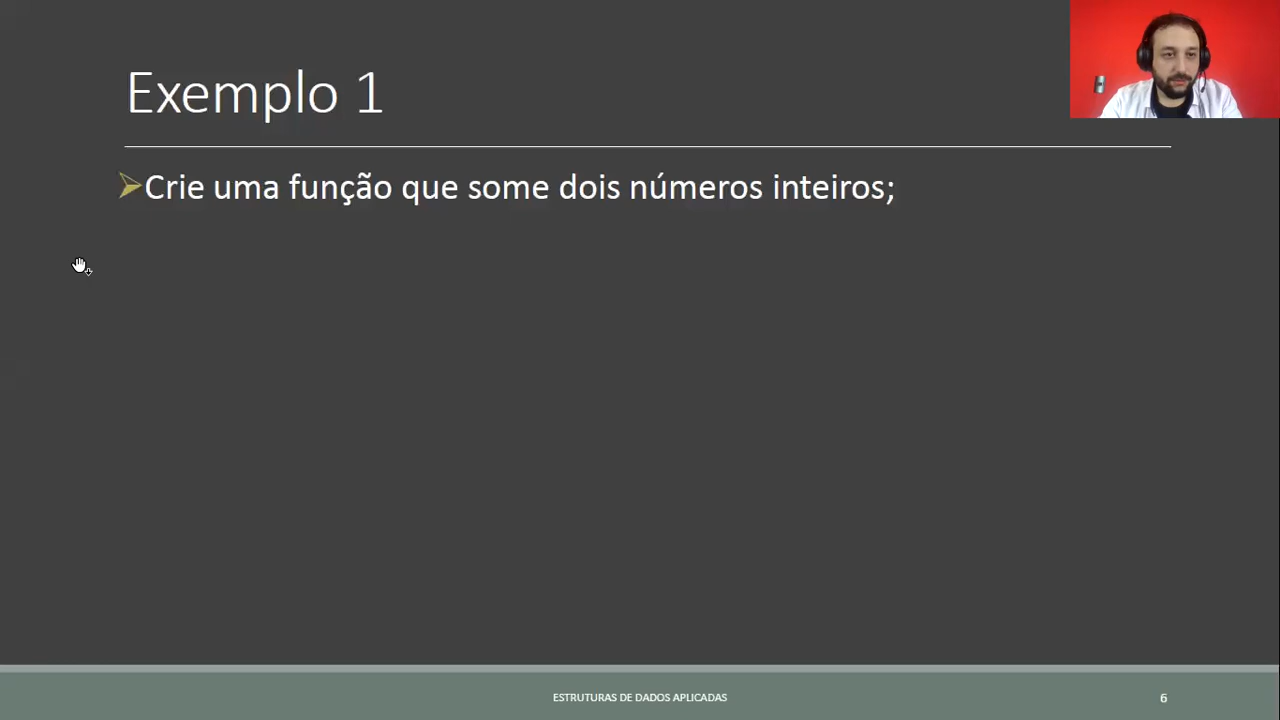 Exemplo 1
Crie uma função que some dois números inteiros;
ESTRUTURAS DE DADOS APLICADAS
6